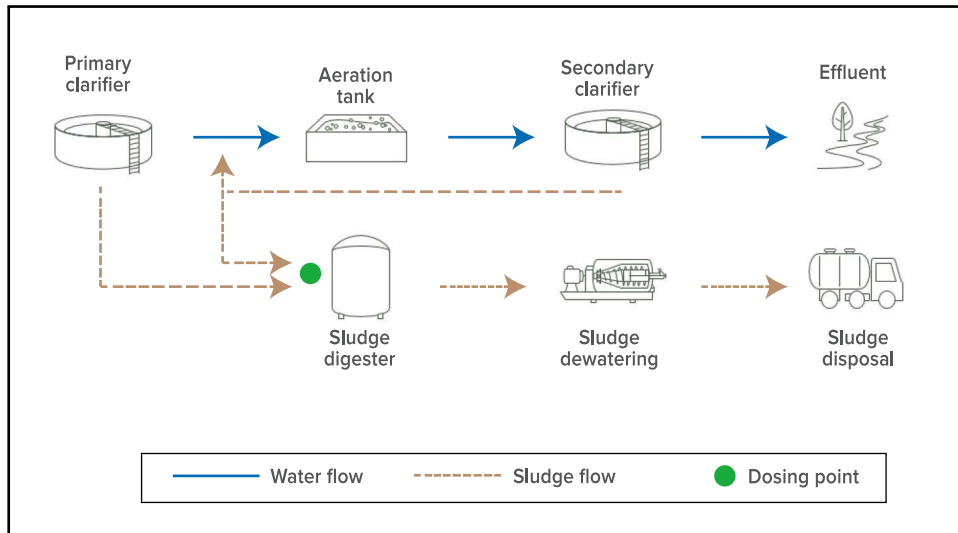 Primary
clarifier
Aeration
tank
Secondary
clarifier
Effluent
Sludge
digester
Sludge
dewatering
Sludge
disposal
Water flow
Sludge flow
Dosing point